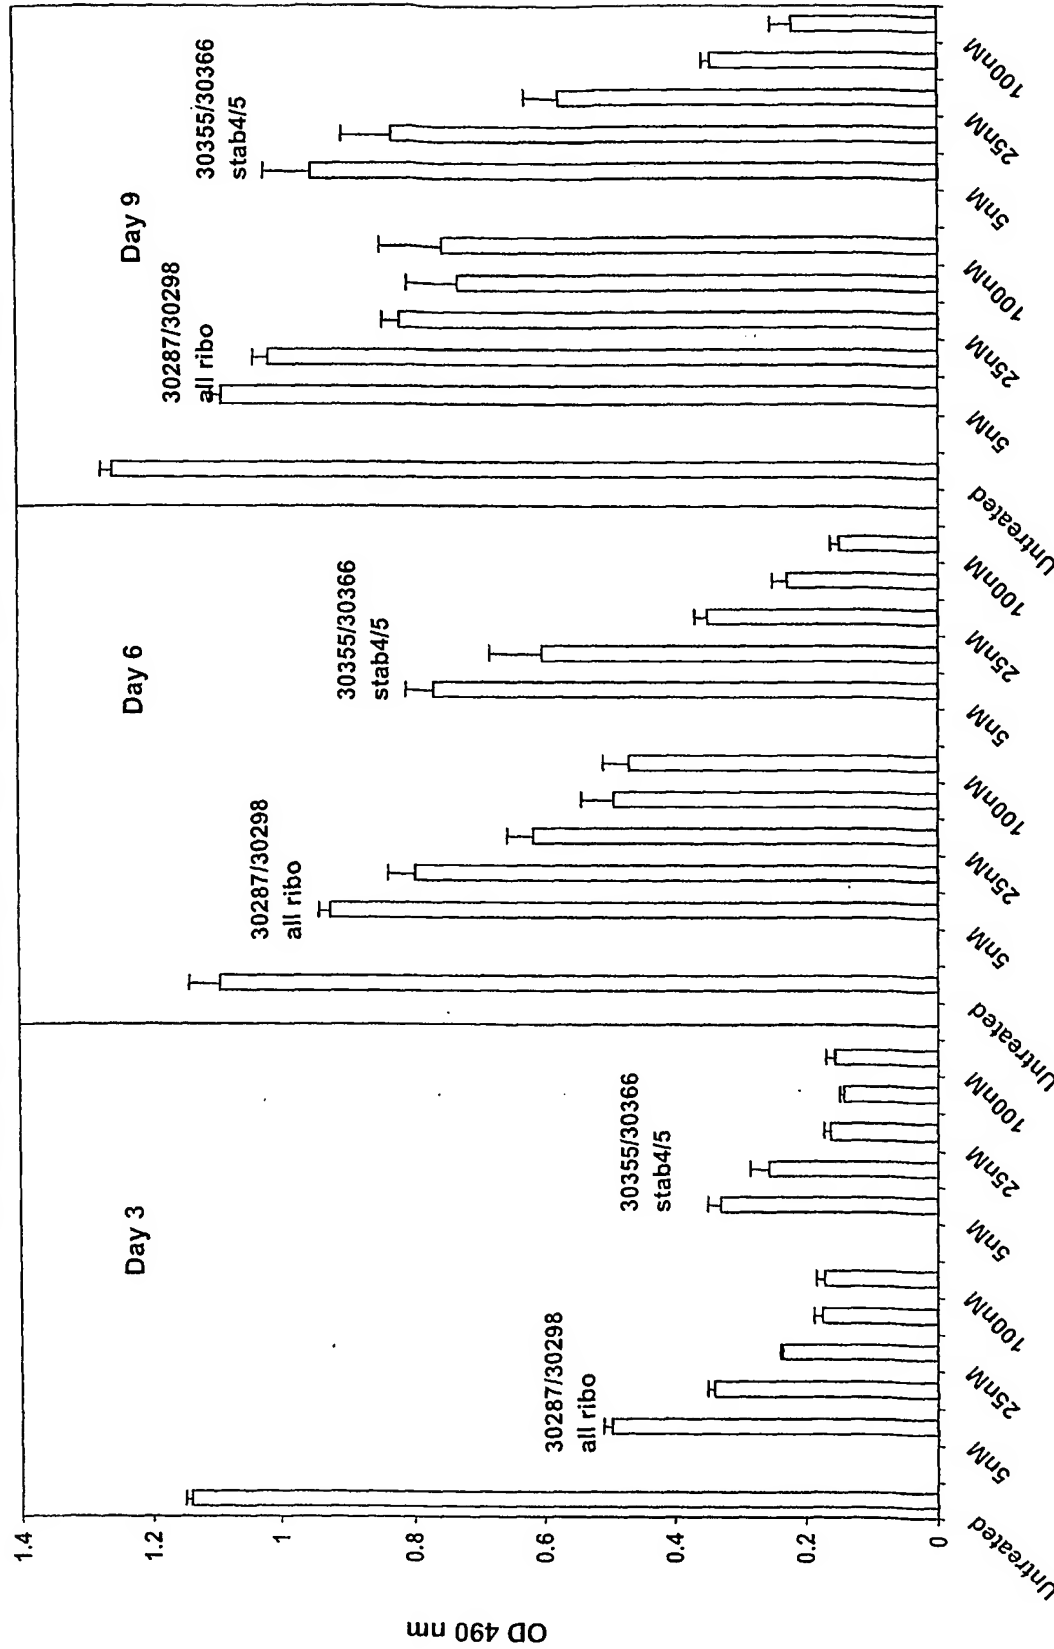 OD 490 nm
1.4
1.2
1
0.8
0.6
0.4
0.2
0
Day 3
30287/30298
all ribo
30355/30366
stab4/5
Day 6
30287/30298
all ribo
30355/30366
stab4/5
Day 9
30287/30298
all ribo
30355/30366
stab4/5
Untreated
5nM
25nM
100nM
5nM
25nM
100nM
Untreated
5nM
25nM
100nM
5nM
25nM
100nM
Untreated
5nM
25nM
100nM
5nM
25nM
100nM